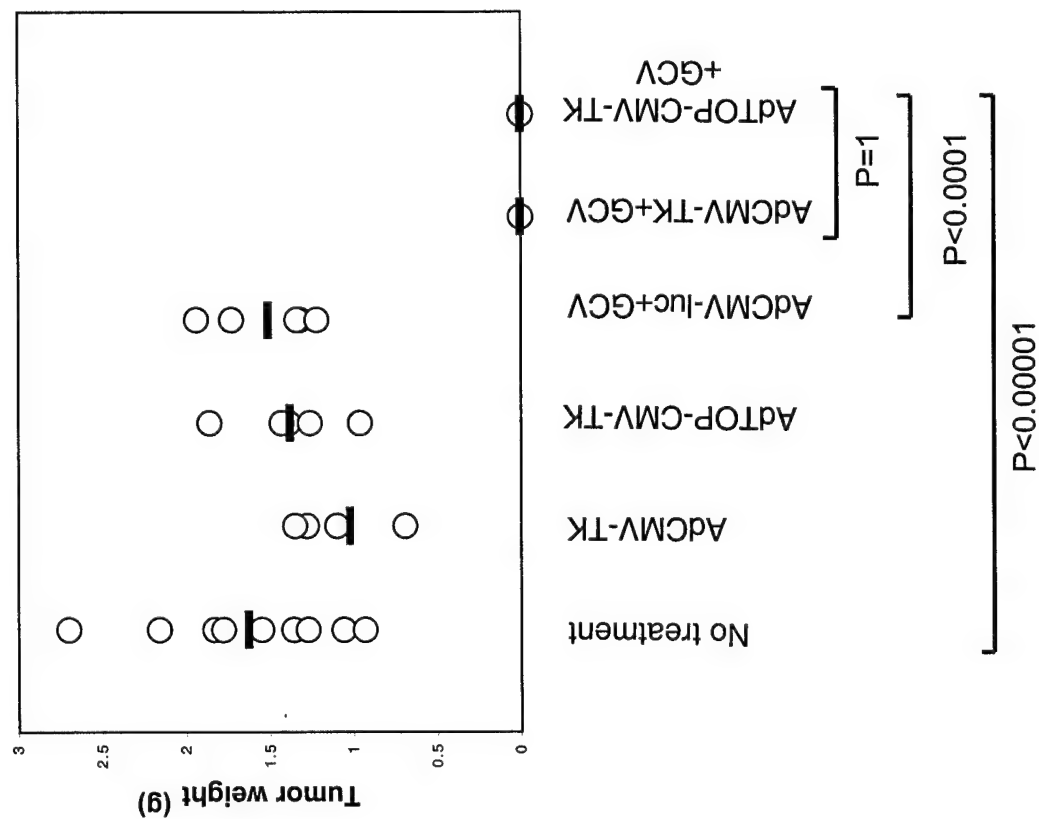 +GCV
AdTOP-CMV-TK
AdCMV-TK+GCV
AdCMV-luc+GCV
AdTOP-CMV-TK
AdCMV-TK
No treatment
P=1
P<0.0001
P<0.00001
3
2.5
2
1.5
1
0.5
0
Tumor weight (g)